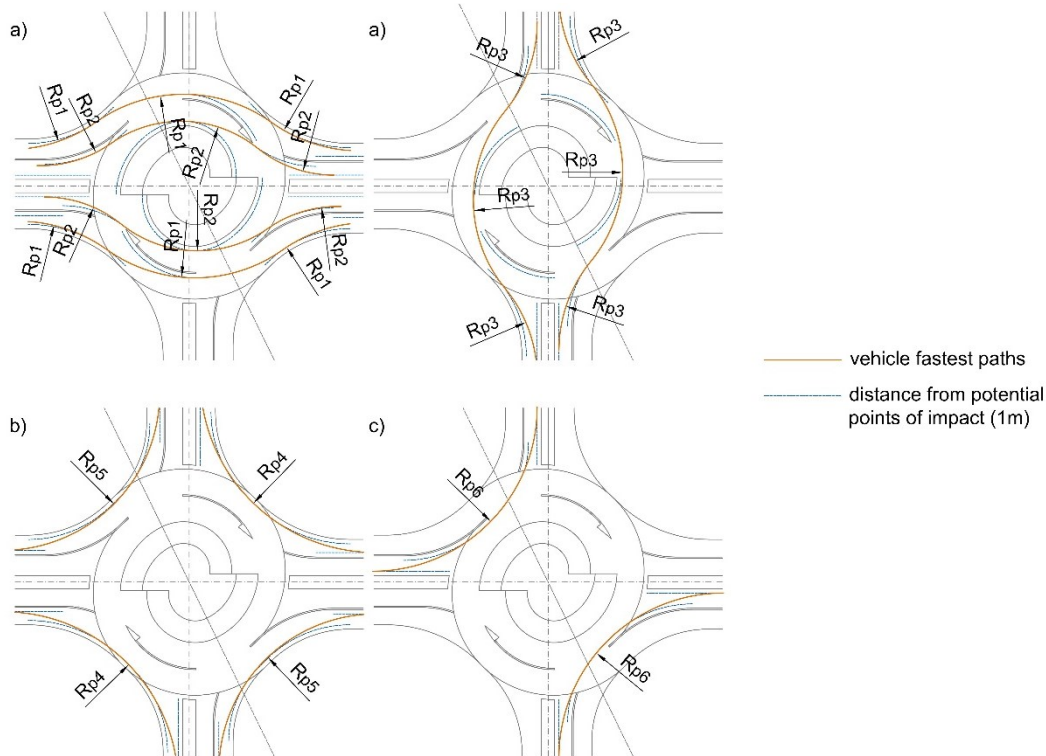 a)
a)
Rp1
Rp2
Rp1
Rp2
Rp1
Rp2
Rp2
Rp1
Rp1
Rp2
Rp2
Rp1
Rp3
Rp3
Rp3
Rp3
Rp3
Rp3
vehicle fastest paths
distance from potential
points of impact (1m)
b)
c)
Rp5
Rp4
Rp4
Rp5
Rp6
Rp6